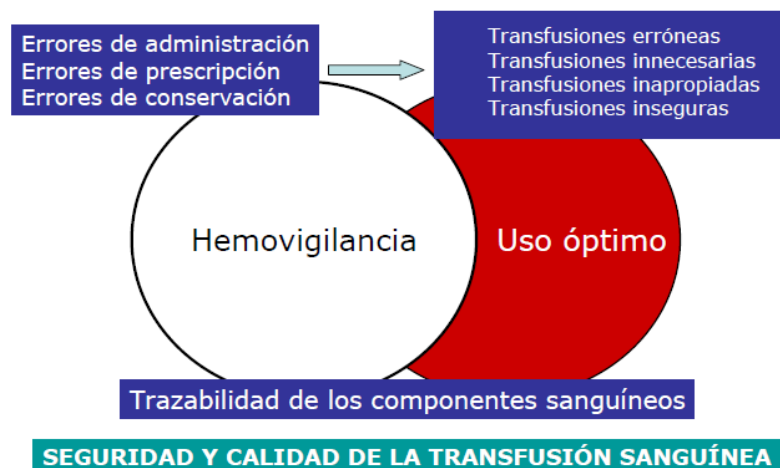 Errores de administración
Errores de prescripción
Errores de conservación
Transfusiones erróneas
Transfusiones innecesarias
Transfusiones inapropiadas
Transfusiones inseguras
Hemovigilancia
Uso óptimo
Trazabilidad de los componentes sanguíneos
SEGURIDAD Y CALIDAD DE LA TRANSFUSIÓN SANGUÍNEA